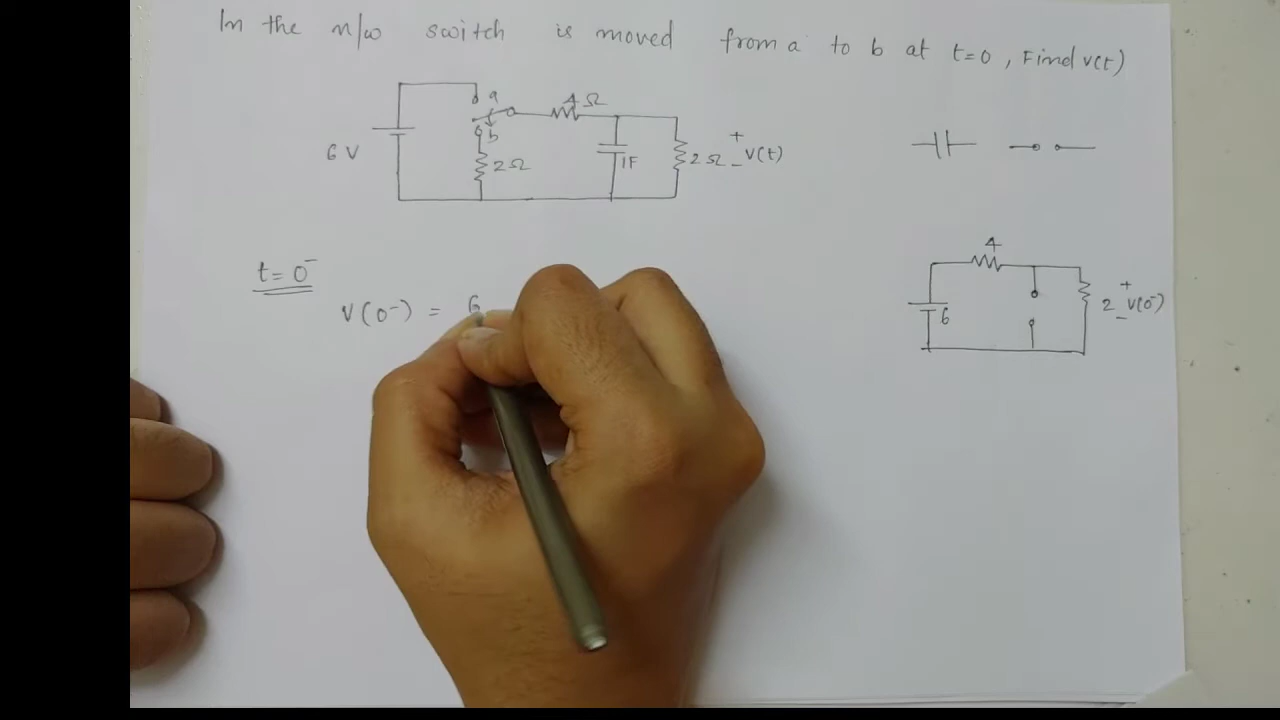 In the n/w switch is moved from a to b at t=0, Find v(t)
a
4Ω
b
6 V
2Ω
1F
2Ω
+
-
V(t)
4
t=0⁻
6
2
+
-
V(0⁻)
V(0⁻) = 6